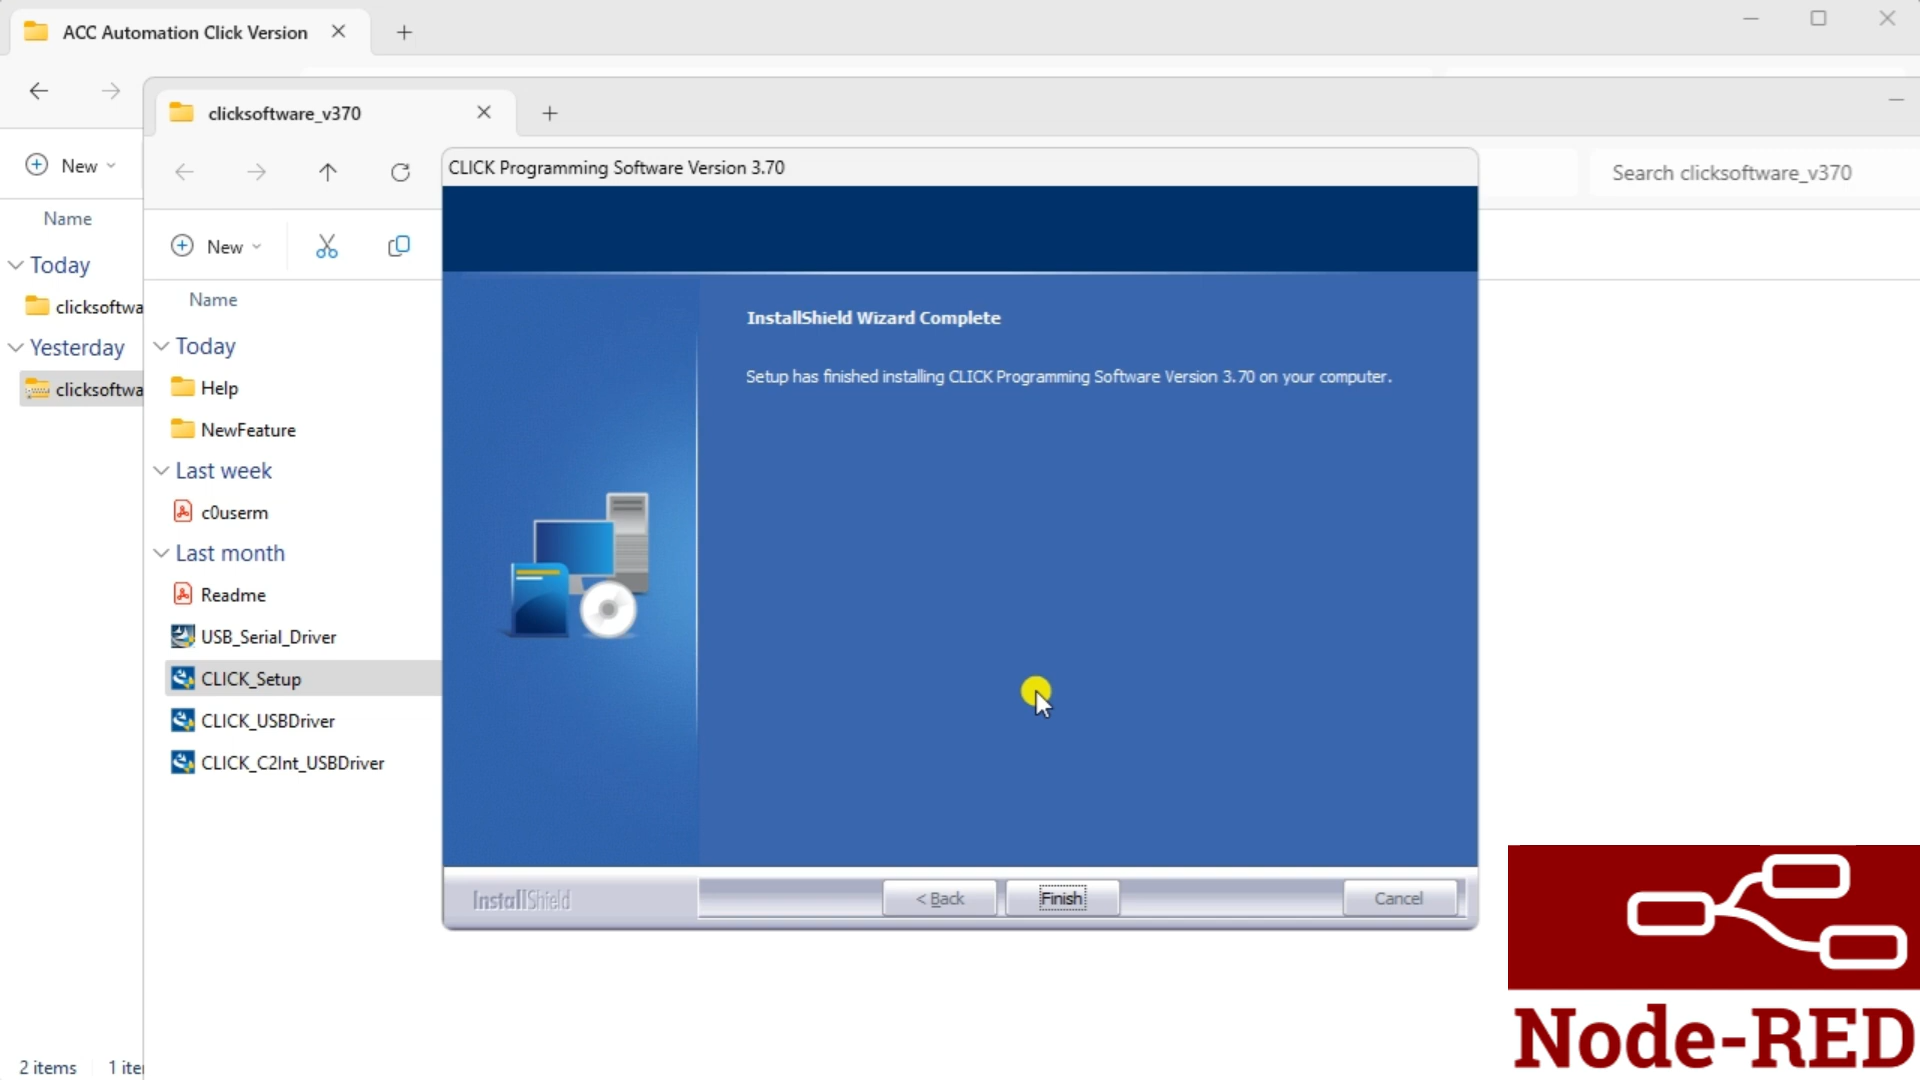 ACC Automation Click Version
clicksoftware_v370
New
Search clicksoftware_v370
Name
Today
clicksoftwa
Yesterday
clicksoftwa
2 items
1 ite
New
Name
Today
Help
NewFeature
Last week
c0userm
Last month
Readme
USB_Serial_Driver
CLICK_Setup
CLICK_USBDriver
CLICK_C2Int_USBDriver
CLICK Programming Software Version 3.70
InstallShield Wizard Complete
Setup has finished installing CLICK Programming Software Version 3.70 on your computer.
InstallShield
< Back
Finish
Cancel
Node-RED